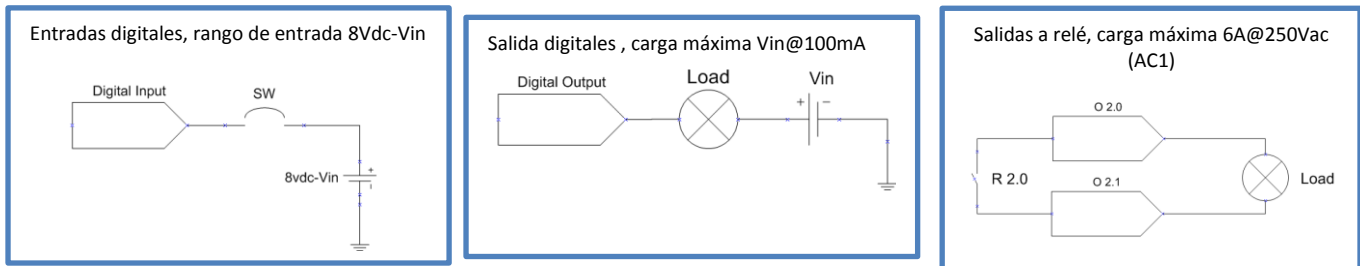 Entradas digitales, rango de entrada 8Vdc-Vin
Digital Input
SW
8vdc-Vin
+
-
Salida digitales , carga máxima Vin@100mA
Digital Output
Load
Vin
+
-
Salidas a relé, carga máxima 6A@250Vac
(AC1)
O 2.0
R 2.0
O 2.1
Load